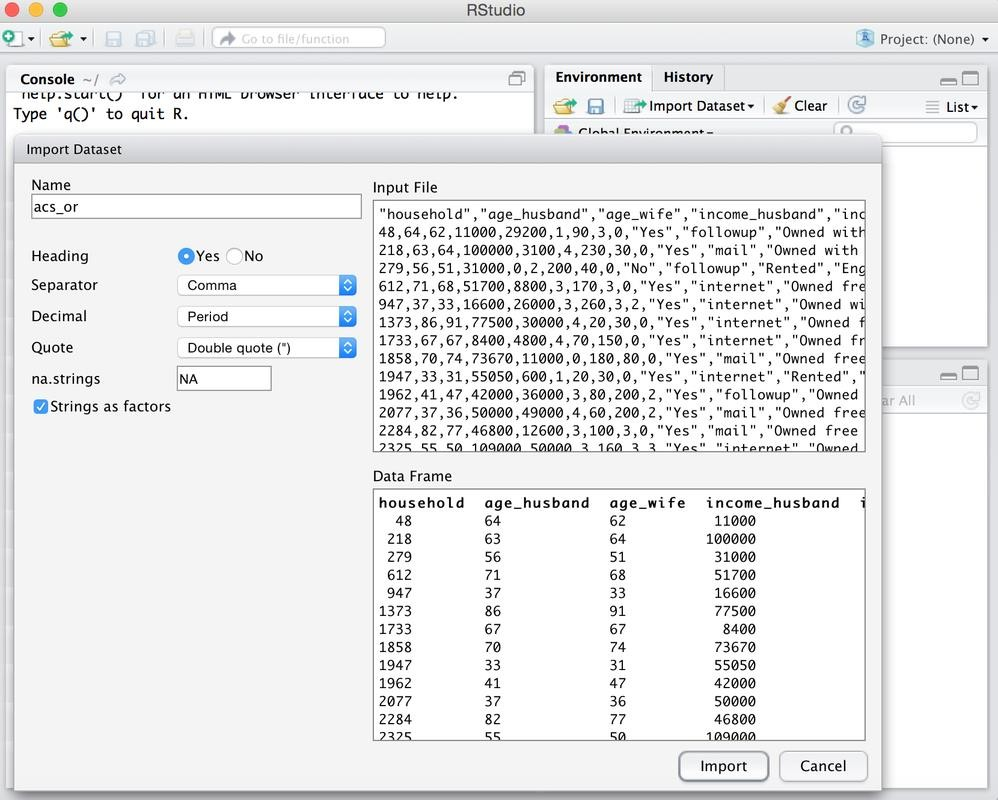 RStudio
Go to file/function
Project: (None)
Console ~/
'help.start()' for an HTML browser interface to help.
Type 'q()' to quit R.
Environment History
Import Dataset Clear List
Global Environment
ar All
Import Dataset
Name
acs_or
Heading Yes No
Separator Comma
Decimal Period
Quote Double quote (")
na.strings NA
Strings as factors
Input File
"household","age_husband","age_wife","income_husband","inc
48,64,62,11000,29200,1,90,3,0,"Yes","followup","Owned with
218,63,64,100000,3100,4,230,30,0,"Yes","mail","Owned with
279,56,51,31000,0,2,200,40,0,"No","followup","Rented","Eng
612,71,68,51700,8800,3,170,3,0,"Yes","internet","Owned fre
947,37,33,16600,26000,3,260,3,2,"Yes","internet","Owned wi
1373,86,91,77500,30000,4,20,30,0,"Yes","internet","Owned f
1733,67,67,8400,4800,4,70,150,0,"Yes","internet","Owned fr
1858,70,74,73670,11000,0,180,80,0,"Yes","mail","Owned free
1947,33,31,55050,600,1,20,30,0,"Yes","internet","Rented","
1962,41,47,42000,36000,3,80,200,2,"Yes","followup","Owned
2077,37,36,50000,49000,4,60,200,2,"Yes","mail","Owned free
2284,82,77,46800,12600,3,100,3,0,"Yes","mail","Owned free
2325,55,50,109000,50000,3,160,3,3,"Yes","internet","Owned
Data Frame
household age_husband age_wife income_husband i
48 64 62 11000
218 63 64 100000
279 56 51 31000
612 71 68 51700
947 37 33 16600
1373 86 91 77500
1733 67 67 8400
1858 70 74 73670
1947 33 31 55050
1962 41 47 42000
2077 37 36 50000
2284 82 77 46800
2325 55 50 109000
Import Cancel